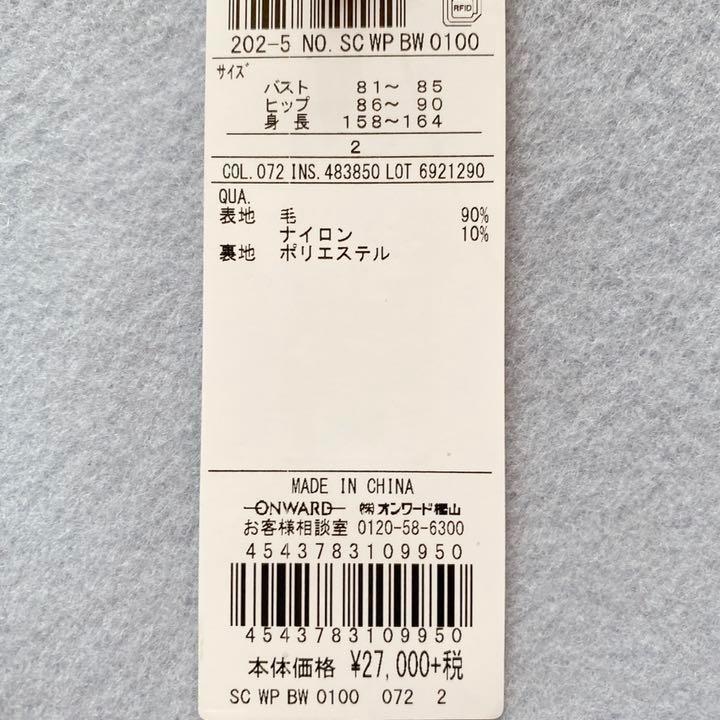 RFID
202-5 NO. SC WP BW 0100
サイズ
バスト 81〜 85
ヒップ 86〜 90
身 長 158〜164
2
COL. 072 INS. 483850 LOT 6921290
QUA.
表地 毛 90%
ナイロン 10%
裏地 ポリエステル
MADE IN CHINA
ONWARD ㈱オンワード樫山
お客様相談室 0120-58-6300
4543783109950
4543783109950
本体価格 ¥27,000+税
SC WP BW 0100 072 2